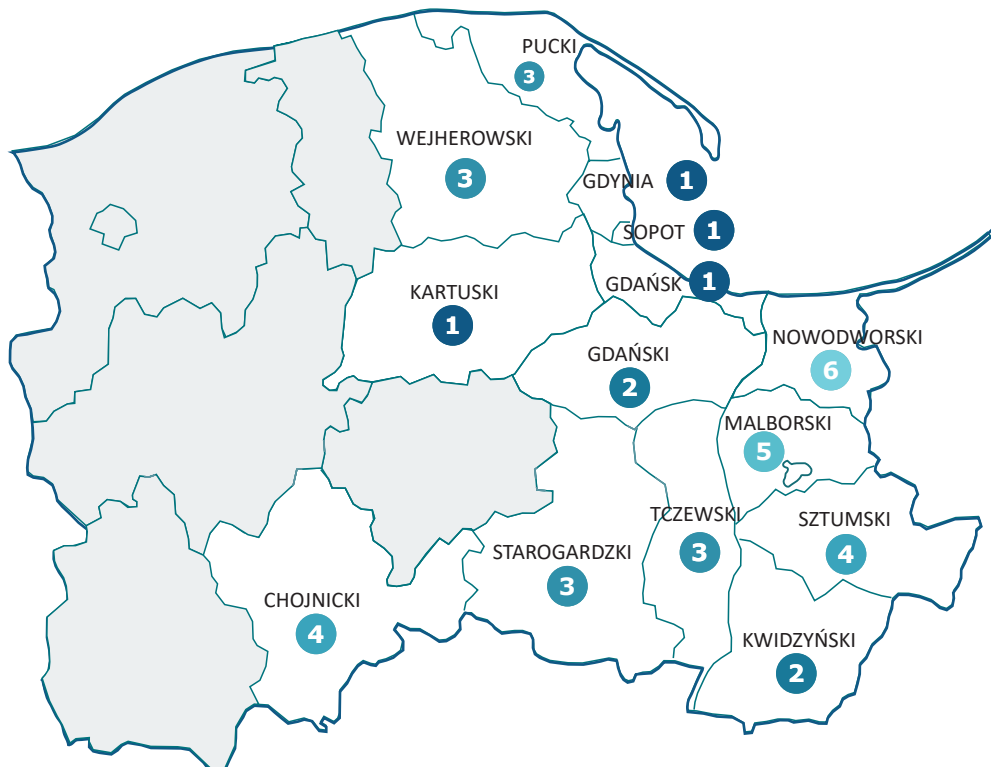 PUCKI
3
WEJHEROWSKI
3
GDYNIA 1
SOPOT 1
GDAŃSK 1
KARTUSKI
1
NOWODWORSKI
6
GDAŃSKI
2
MALBORSKI
5
TCZEWSKI
3
SZTUMSKI
4
STAROGARDZKI
3
CHOJNICKI
4
KWIDZYŃSKI
2